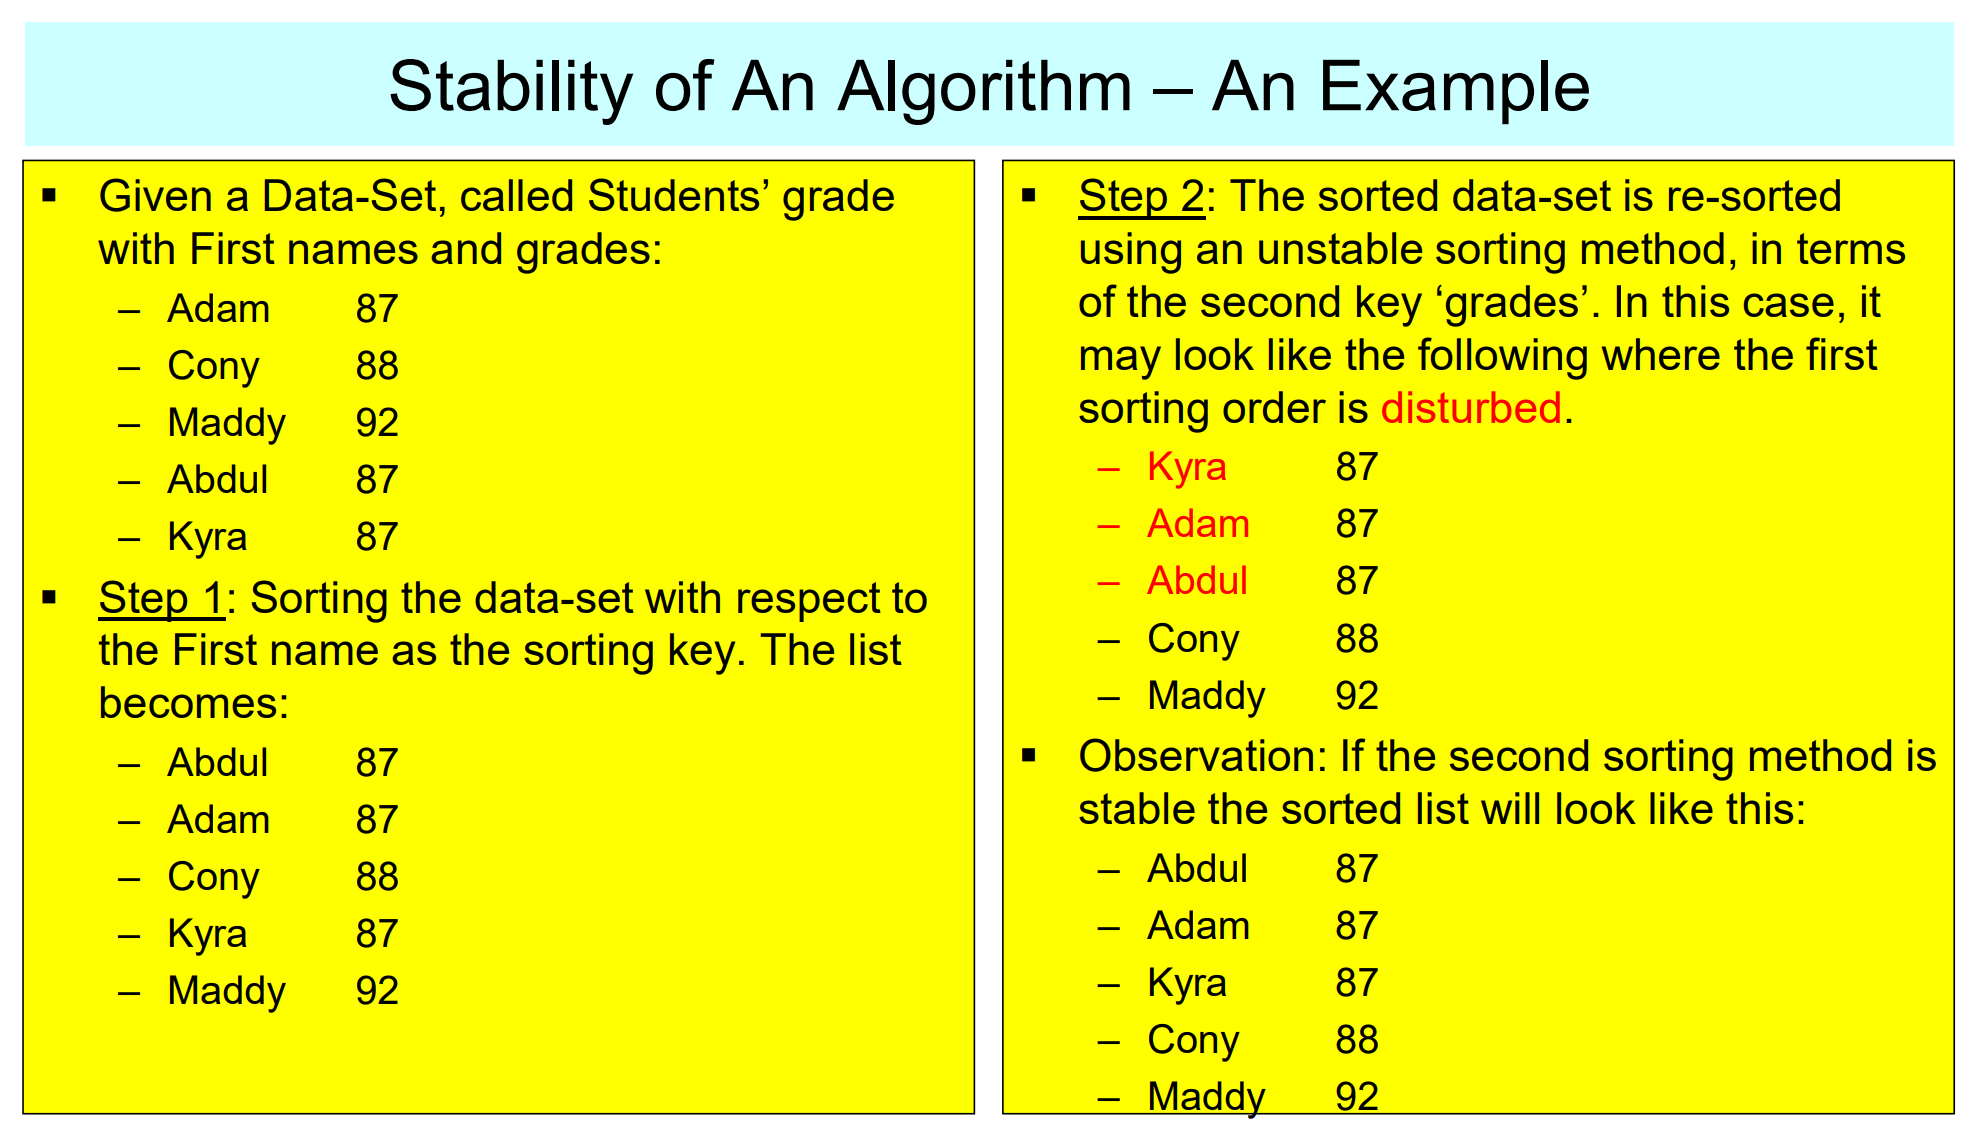 Stability of An Algorithm – An Example
▪ Given a Data-Set, called Students’ grade
with First names and grades:
– Adam 87
– Cony 88
– Maddy 92
– Abdul 87
– Kyra 87
▪ Step 1: Sorting the data-set with respect to
the First name as the sorting key. The list
becomes:
– Abdul 87
– Adam 87
– Cony 88
– Kyra 87
– Maddy 92
▪ Step 2: The sorted data-set is re-sorted
using an unstable sorting method, in terms
of the second key ‘grades’. In this case, it
may look like the following where the first
sorting order is disturbed.
– Kyra 87
– Adam 87
– Abdul 87
– Cony 88
– Maddy 92
▪ Observation: If the second sorting method is
stable the sorted list will look like this:
– Abdul 87
– Adam 87
– Kyra 87
– Cony 88
– Maddy 92